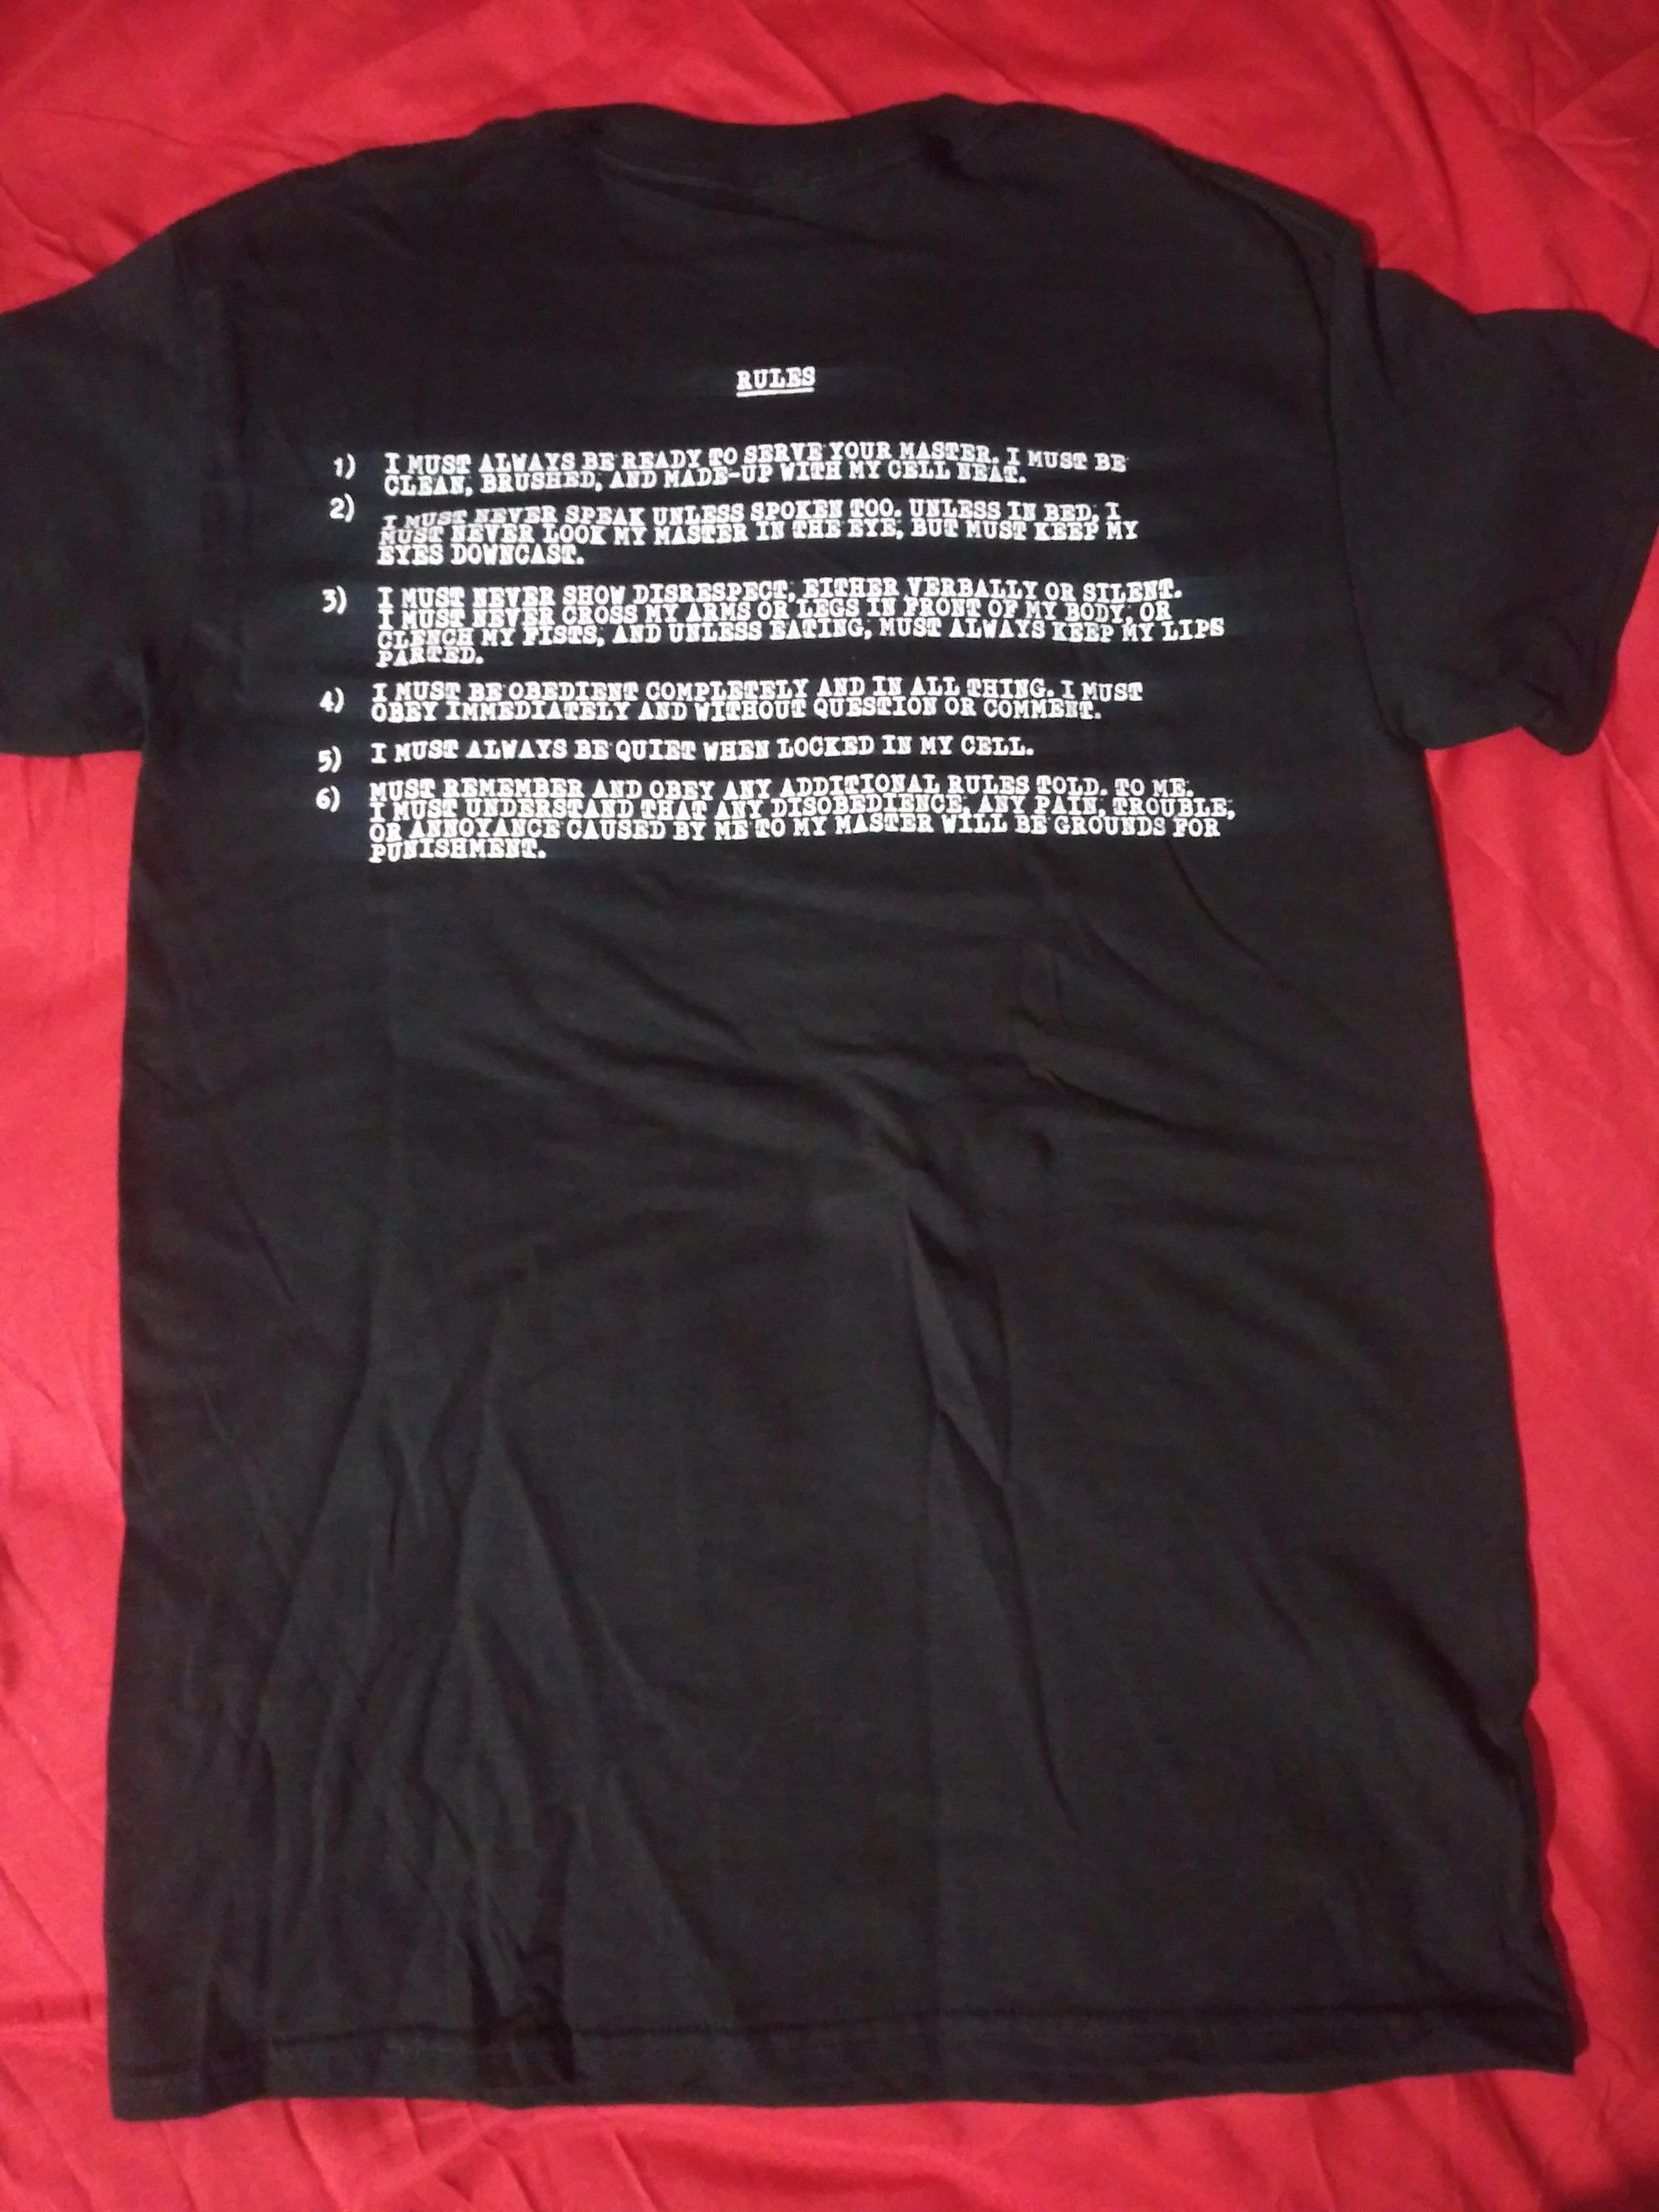 RULES
1) I MUST ALWAYS BE READY TO SERVE YOUR MASTER. I MUST BE
CLEAN, BRUSHED, AND MADE-UP WITH MY CELL NEAT.
2) I MUST NEVER SPEAK UNLESS SPOKEN TOO. UNLESS IN BED, I
MUST NEVER LOOK MY MASTER IN THE EYE, BUT MUST KEEP MY
EYES DOWNCAST.
3) I MUST NEVER SHOW DISRESPECT, EITHER VERBALLY OR SILENT.
I MUST NEVER CROSS MY ARMS OR LEGS IN FRONT OF MY BODY, OR
CLENCH MY FISTS, AND UNLESS EATING, MUST ALWAYS KEEP MY LIPS
PARTED.
4) I MUST BE OBEDIENT COMPLETELY AND IN ALL THING. I MUST
OBEY IMMEDIATELY AND WITHOUT QUESTION OR COMMENT.
5) I MUST ALWAYS BE QUIET WHEN LOCKED IN MY CELL.
6) MUST REMEMBER AND OBEY ANY ADDITIONAL RULES TOLD. TO ME.
I MUST UNDERSTAND THAT ANY DISOBEDIENCE, ANY PAIN, TROUBLE,
OR ANNOYANCE CAUSED BY ME TO MY MASTER WILL BE GROUNDS FOR
PUNISHMENT.